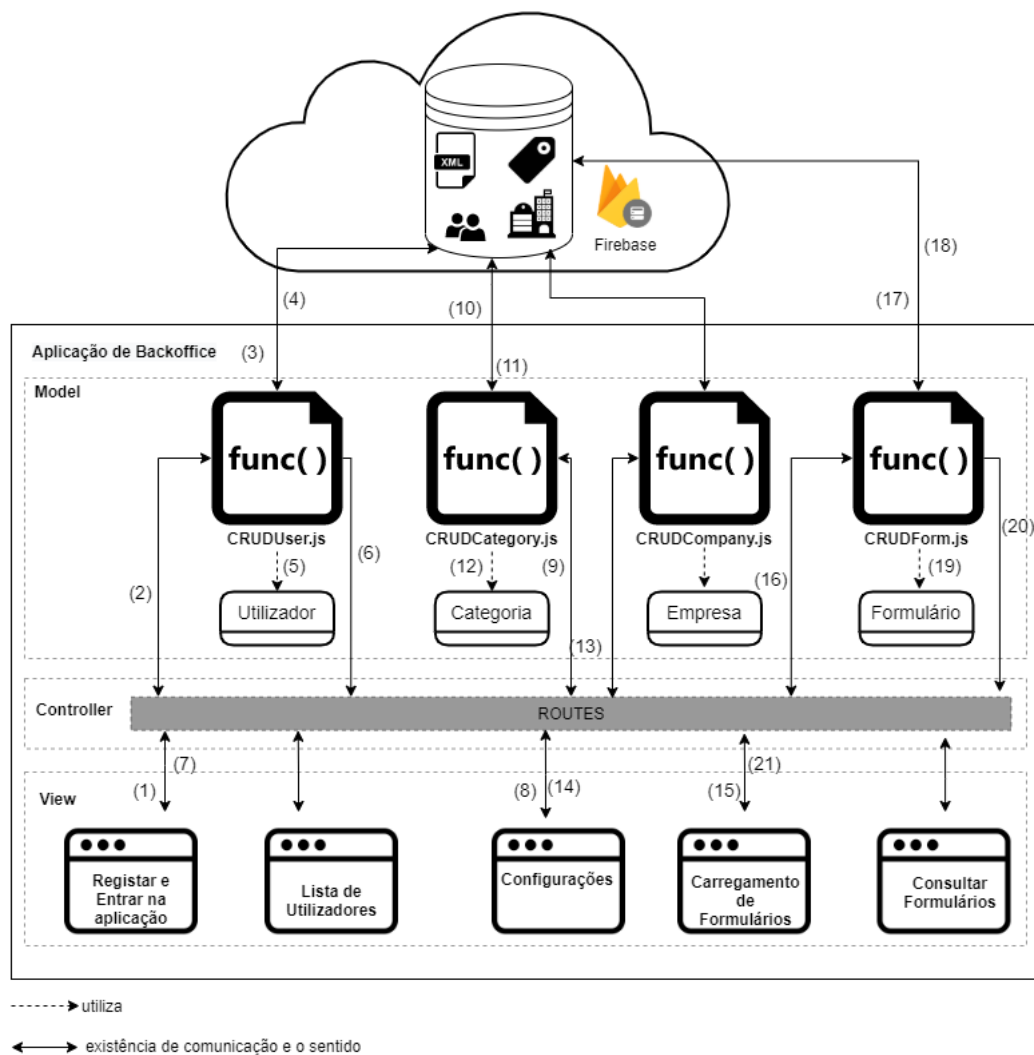 XML
Firebase
(18)
(4)
(10)
(17)
Aplicação de Backoffice
(3)
(11)
Model
func( )
func( )
func( )
func( )
CRUDUser.js
CRUDCategory.js
CRUDCompany.js
CRUDForm.js
(20)
(5)
(6)
(12)
(9)
(16)
(19)
(2)
Utilizador
Categoria
Empresa
Formulário
(13)
Controller
ROUTES
(7)
(21)
(1)
(8)
(14)
(15)
View
Registar e
Entrar na
aplicação
Lista de
Utilizadores
Configurações
Carregamento
de
Formulários
Consultar
Formulários
utiliza
existência de comunicação e o sentido